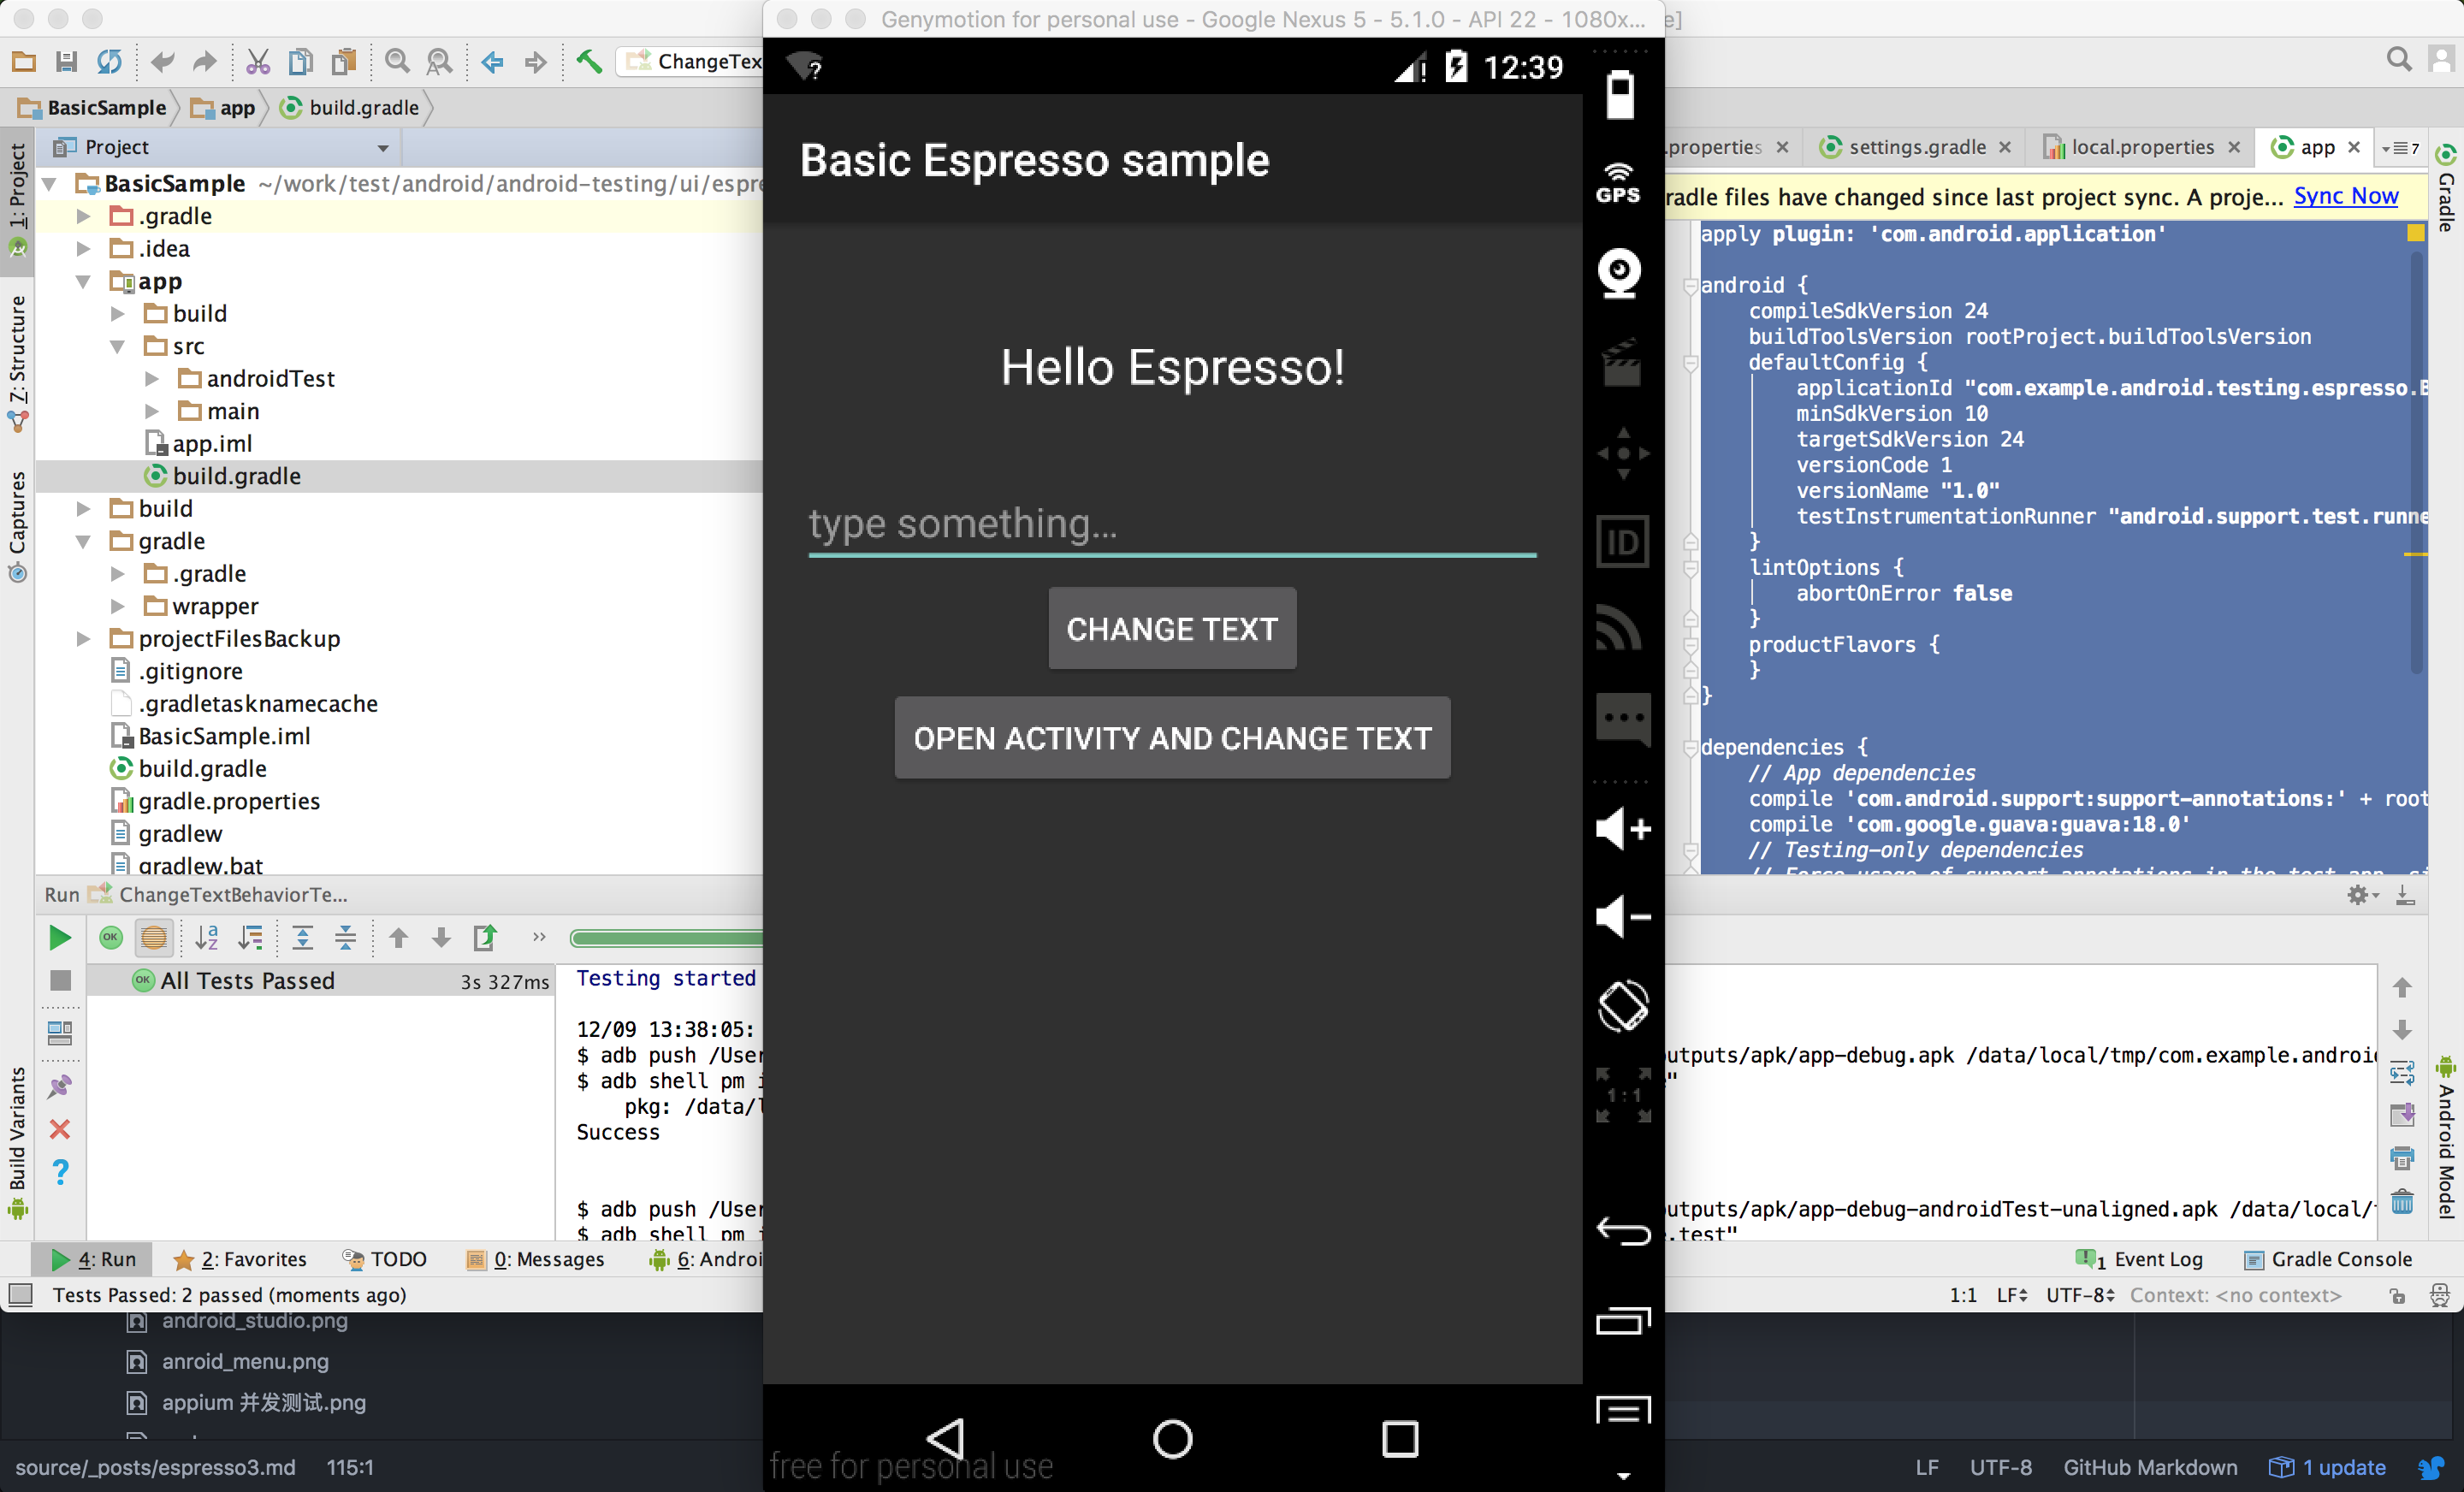 Genymotion for personal use - Google Nexus 5 - 5.1.0 - API 22 - 1080x...
e]
ChangeTex
BasicSample
app
build.gradle
1: Project
Z: Structure
Captures
Build Variants
Project
BasicSample ~/work/test/android/android-testing/ui/espre
.gradle
.idea
app
build
src
androidTest
main
app.iml
build.gradle
build
gradle
.gradle
wrapper
projectFilesBackup
.gitignore
.gradletasknamecache
BasicSample.iml
build.gradle
gradle.properties
gradlew
gradlew.bat
12:39
Basic Espresso sample
Hello Espresso!
type something...
CHANGE TEXT
OPEN ACTIVITY AND CHANGE TEXT
free for personal use
GPS
ID
1:1
.properties
settings.gradle
local.properties
app
7
Gradle
Android Model
radle files have changed since last project sync. A proje... Sync Now
apply plugin: 'com.android.application'
android {
compileSdkVersion 24
buildToolsVersion rootProject.buildToolsVersion
defaultConfig {
applicationId "com.example.android.testing.espresso.B
minSdkVersion 10
targetSdkVersion 24
versionCode 1
versionName "1.0"
testInstrumentationRunner "android.support.test.runne
}
lintOptions {
abortOnError false
}
productFlavors {
}
}
dependencies {
// App dependencies
compile 'com.android.support:support-annotations:' + root
compile 'com.google.guava:guava:18.0'
// Testing-only dependencies
// Force usage of support annotations in the test app, si
Run ChangeTextBehaviorTe...
OK
OK All Tests Passed 3s 327ms
Testing started
12/09 13:38:05:
$ adb push /User
$ adb shell pm i
pkg: /data/l
Success
$ adb push /User
$ adb shell pm i
utputs/apk/app-debug.apk /data/local/tmp/com.example.androi
"
utputs/apk/app-debug-androidTest-unaligned.apk /data/local/
.test"
4: Run
2: Favorites
TODO
0: Messages
6: Androi
1 Event Log
Gradle Console
Tests Passed: 2 passed (moments ago)
1:1 LF UTF-8 Context: <no context>
android_studio.png
anroid_menu.png
appium 并发测试.png
source/_posts/espresso3.md 115:1
LF UTF-8 GitHub Markdown 1 update